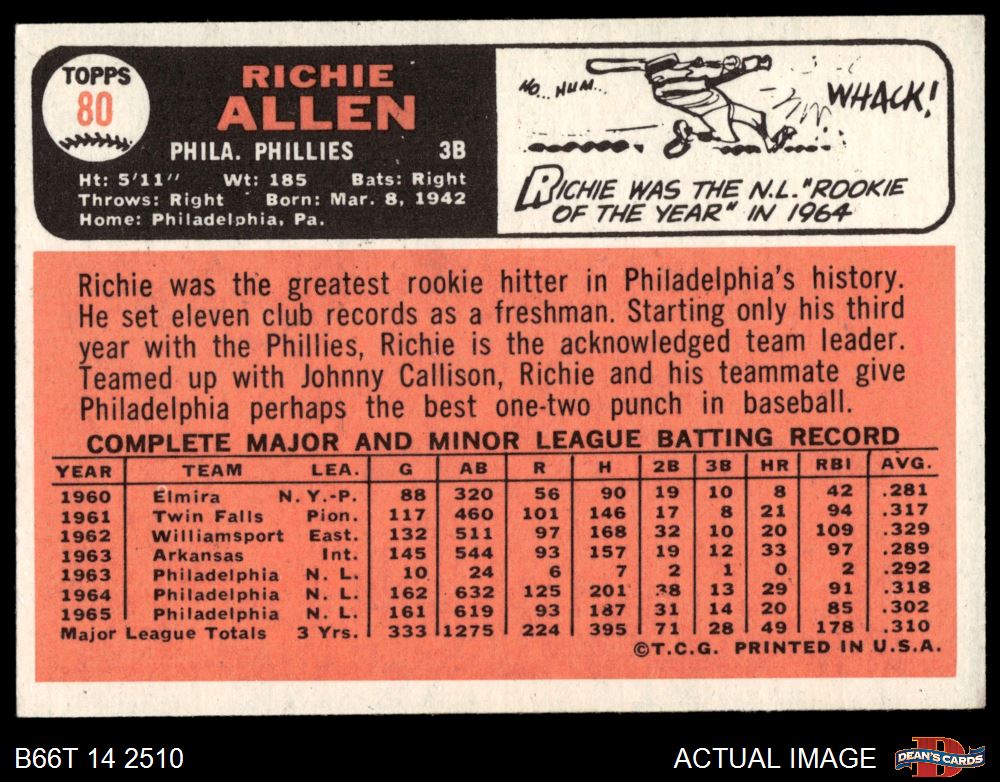 TOPPS
80
RICHIE
ALLEN
PHILA. PHILLIES 3B
Ht: 5'11" Wt: 185 Bats: Right
Throws: Right Born: Mar. 8, 1942
Home: Philadelphia, Pa.
HO... HUM...
WHACK!
RICHIE WAS THE N.L. "ROOKIE
OF THE YEAR" IN 1964
Richie was the greatest rookie hitter in Philadelphia's history.
He set eleven club records as a freshman. Starting only his third
year with the Phillies, Richie is the acknowledged team leader.
Teamed up with Johnny Callison, Richie and his teammate give
Philadelphia perhaps the best one-two punch in baseball.
COMPLETE MAJOR AND MINOR LEAGUE BATTING RECORD
YEAR TEAM LEA. G AB R H 2B 3B HR RBI AVG.
1960 Elmira N. Y.-P. 88 320 56 90 19 10 8 42 .281
1961 Twin Falls Pion. 117 460 101 146 17 8 21 94 .317
1962 Williamsport East. 132 511 97 168 32 10 20 109 .329
1963 Arkansas Int. 145 544 93 157 19 12 33 97 .289
1963 Philadelphia N. L. 10 24 6 7 2 1 0 2 .292
1964 Philadelphia N. L. 162 632 125 201 38 13 29 91 .318
1965 Philadelphia N. L. 161 619 93 187 31 14 20 85 .302
Major League Totals 3 Yrs. 333 1275 224 395 71 28 49 178 .310
©T.C.G. PRINTED IN U.S.A.
B66T 14 2510
ACTUAL IMAGE
DEAN'S CARDS